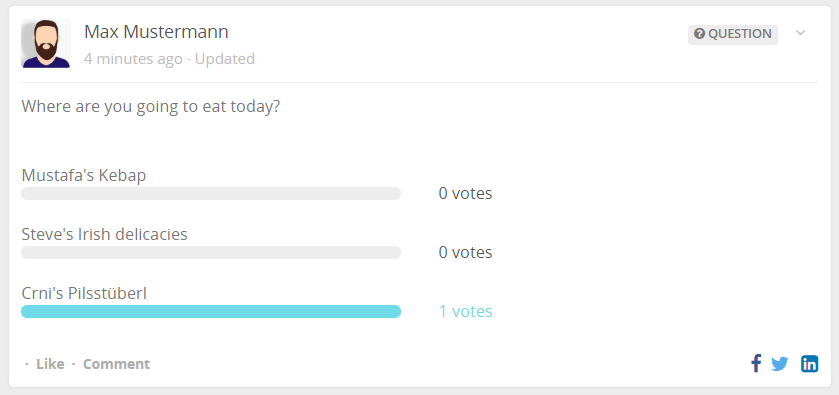 Max Mustermann
QUESTION
4 minutes ago · Updated
Where are you going to eat today?
Mustafa's Kebap
0 votes
Steve's Irish delicacies
0 votes
Crni's Pilsstüberl
1 votes
· Like · Comment